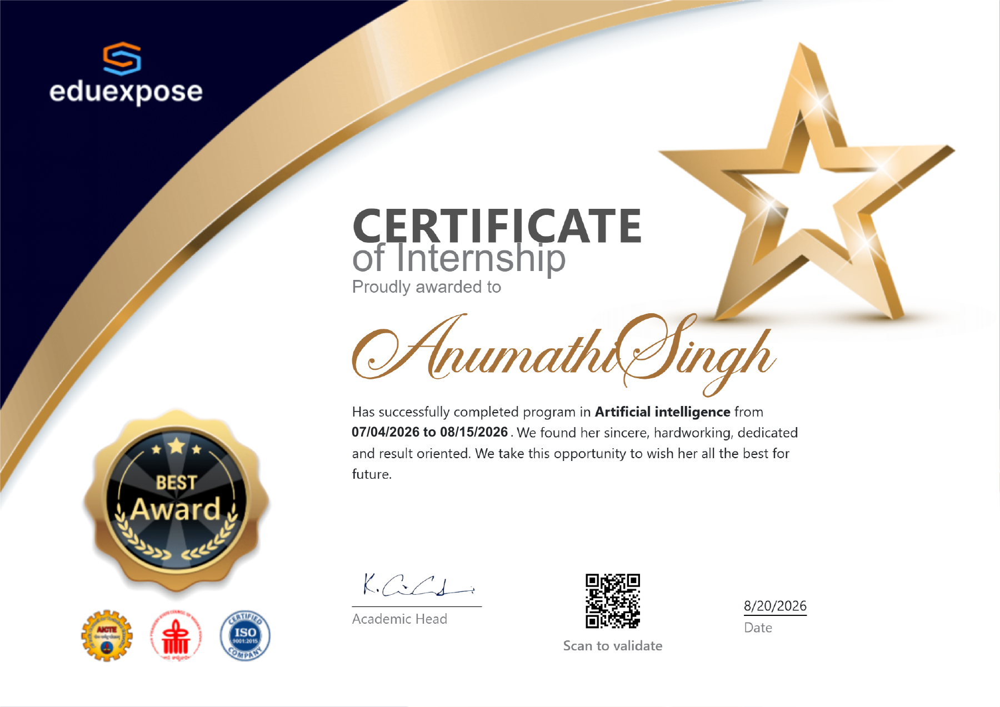 eduexpose
CERTIFICATE
of Internship
Proudly awarded to
Anumathi Singh
Has successfully completed program in Artificial intelligence from
07/04/2026 to 08/15/2026 . We found her sincere, hardworking, dedicated
and result oriented. We take this opportunity to wish her all the best for
future.
BEST
Award
Academic Head
Scan to validate
8/20/2026
Date
AICTE
CERTIFIED
ISO
9001:2015
COMPANY